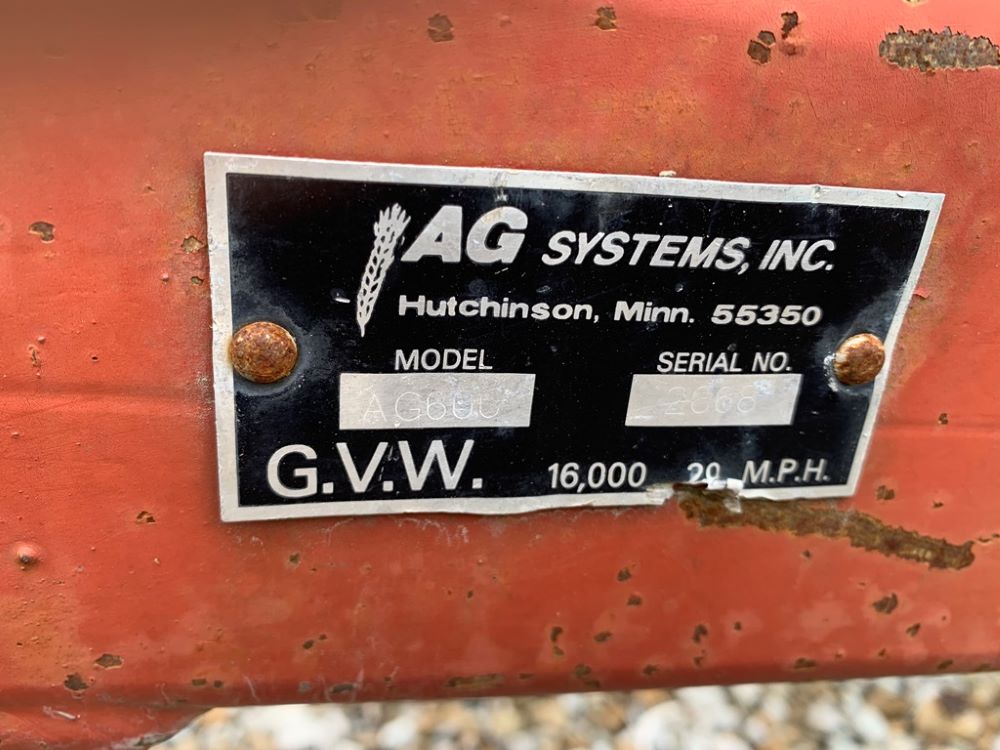 AG SYSTEMS, INC.
Hutchinson, Minn. 55350
MODEL SERIAL NO.
AG600
G.V.W. 16,000 20 M.P.H.